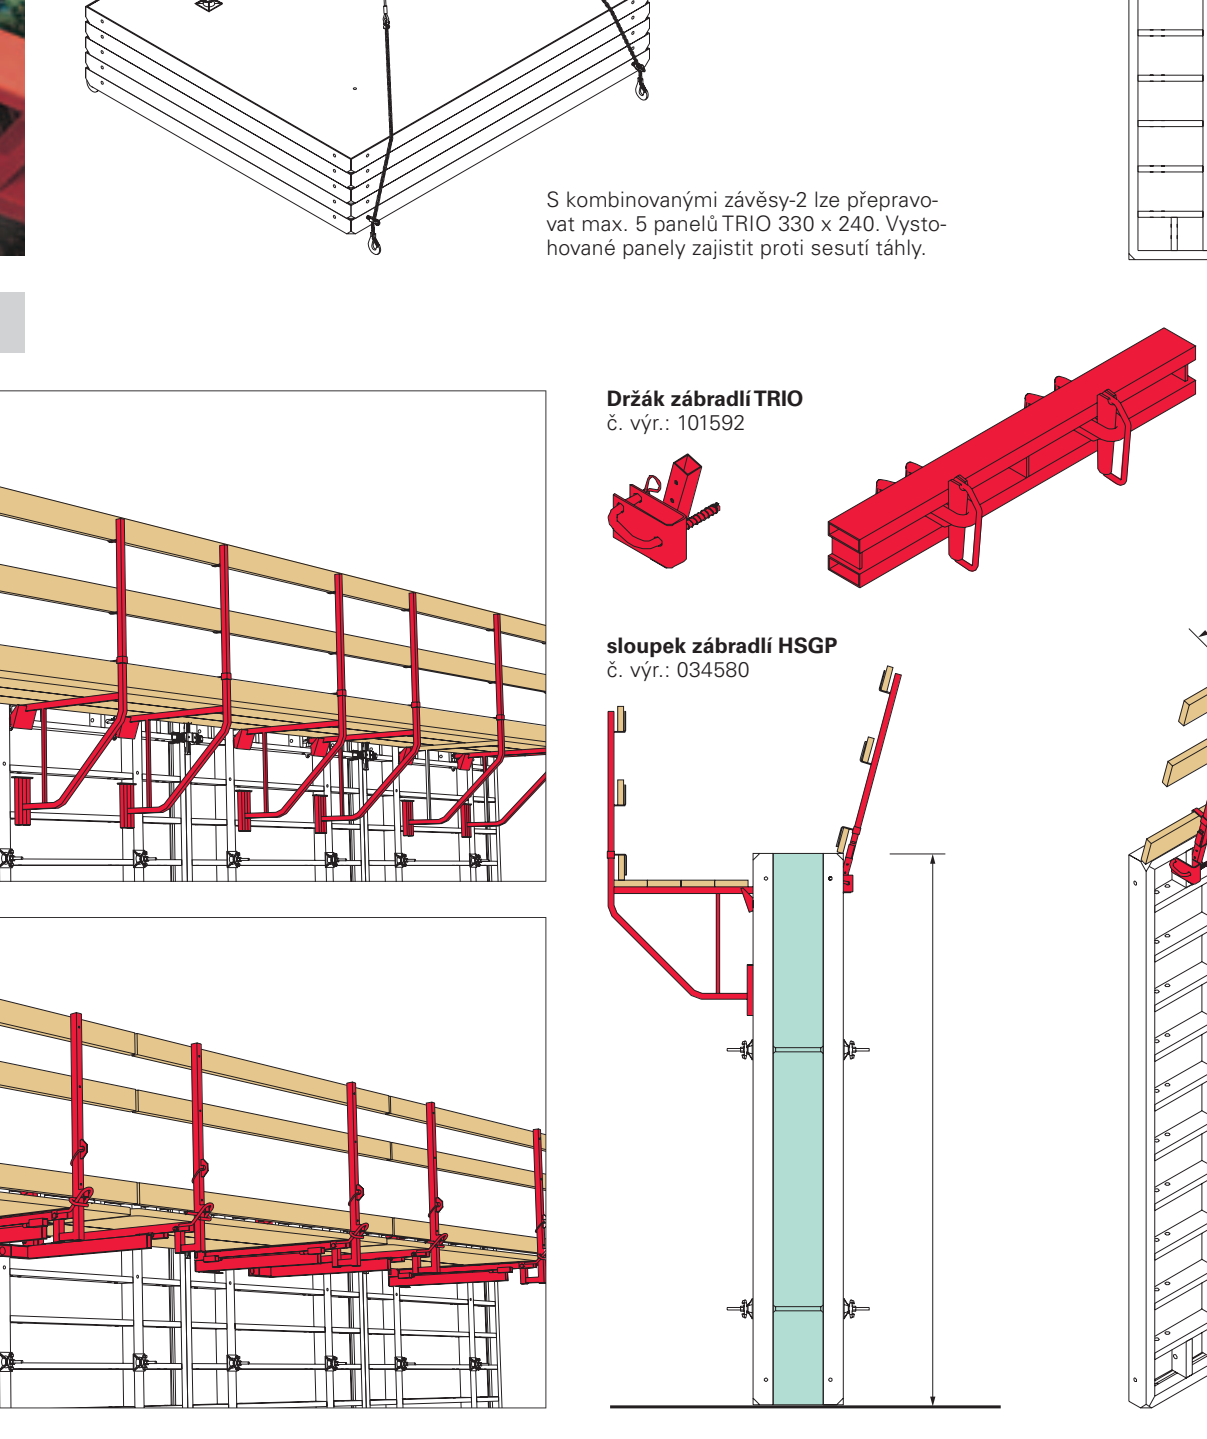 S kombinovanými závěsy-2 lze přepravo-
vat max. 5 panelů TRIO 330 x 240. Vysto-
hované panely zajistit proti sesutí táhly.
Držák zábradlí TRIO
č. výr.: 101592
sloupek zábradlí HSGP
č. výr.: 034580